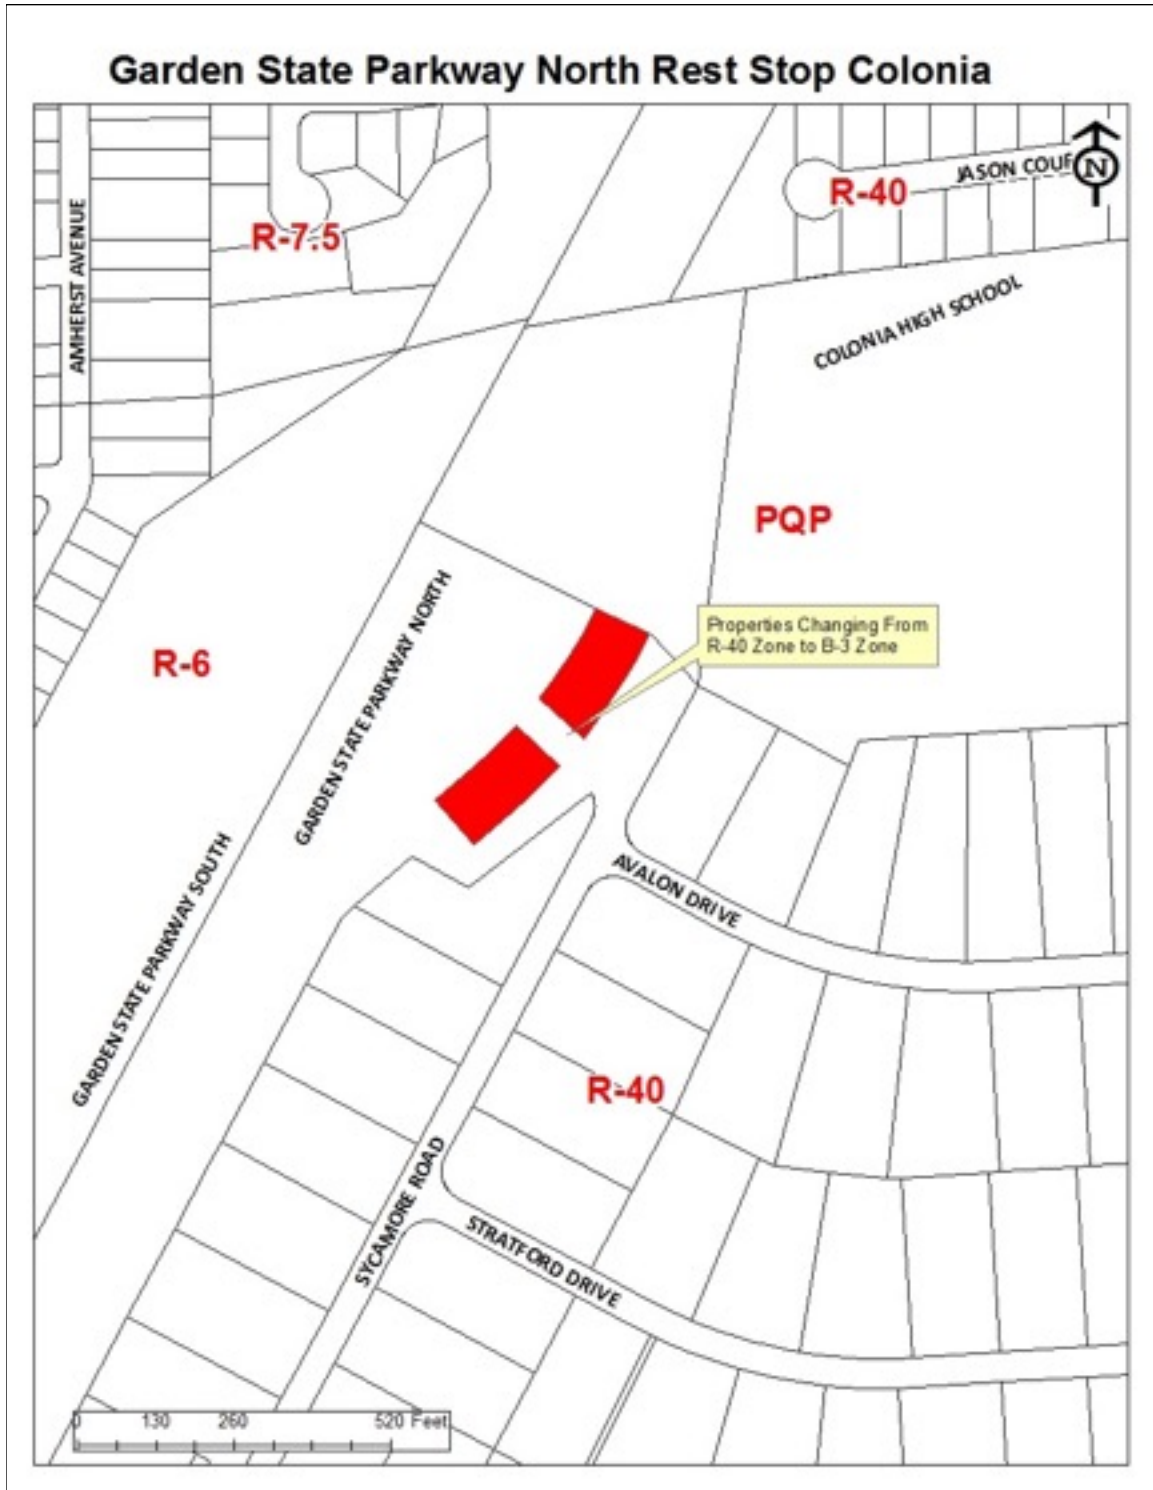 Garden State Parkway North Rest Stop Colonia
JASON COUR
N
R-40
AMHERST AVENUE
R-7.5
COLONIA HIGH SCHOOL
PQP
GARDEN STATE PARKWAY NORTH
Properties Changing From
R-40 Zone to B-3 Zone
R-6
GARDEN STATE PARKWAY SOUTH
AVALON DRIVE
R-40
SYCAMORE ROAD
STRATFORD DRIVE
0 130 260 520 Feet